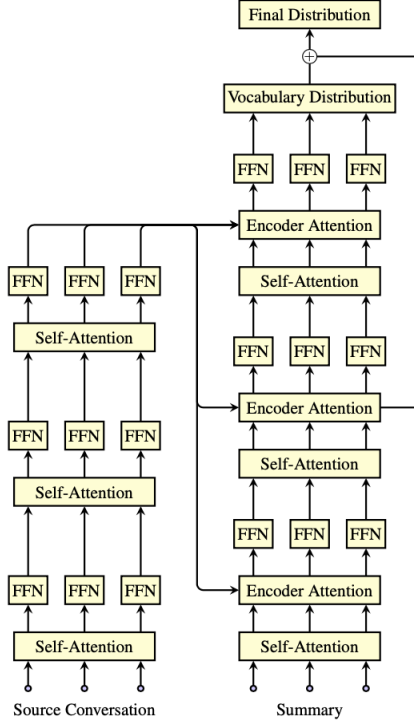 Final Distribution
+
Vocabulary Distribution
FFN FFN FFN
Encoder Attention
FFN FFN FFN
Self-Attention
Self-Attention
FFN FFN FFN
Encoder Attention
FFN FFN FFN
Self-Attention
Self-Attention
FFN FFN FFN
FFN FFN FFN
Encoder Attention
Self-Attention
Self-Attention
Source Conversation
Summary